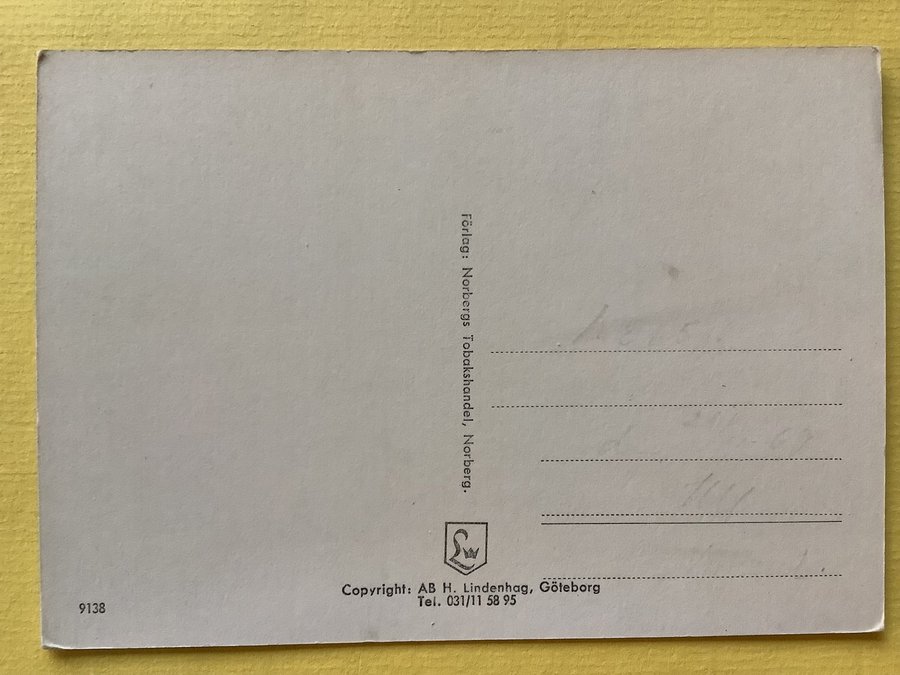 Förlag: Norbergs Tobakshandel, Norberg.
Copyright: AB H. Lindenhag, Göteborg
Tel. 031/11 58 95
9138